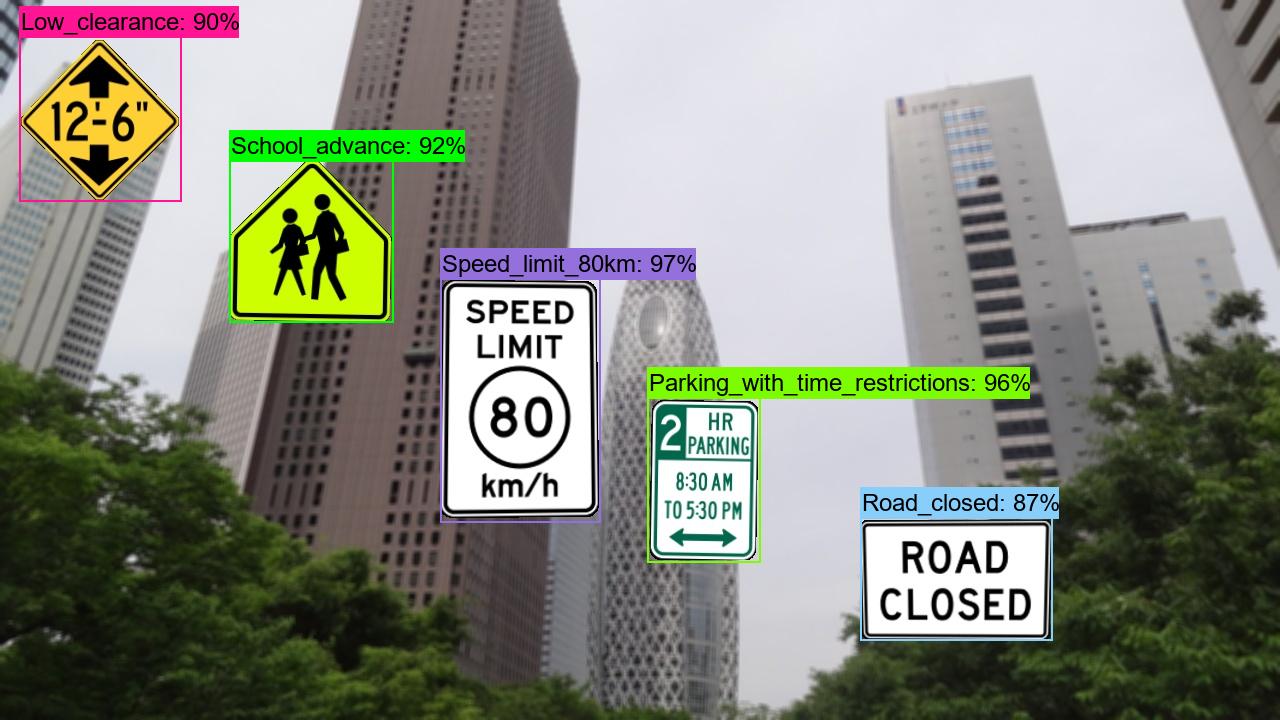 Low_clearance: 90%
12'-6"
School_advance: 92%
Speed_limit_80km: 97%
SPEED
LIMIT
80
km/h
Parking_with_time_restrictions: 96%
2 HR
PARKING
8:30 AM
TO 5:30 PM
Road_closed: 87%
ROAD
CLOSED